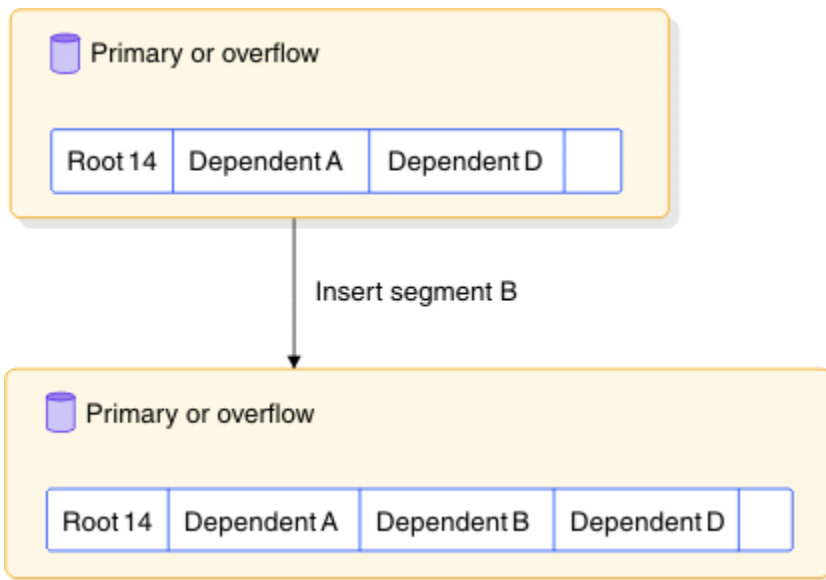 Primary or overflow
Root 14 Dependent A Dependent D
Insert segment B
Primary or overflow
Root 14 Dependent A Dependent B Dependent D